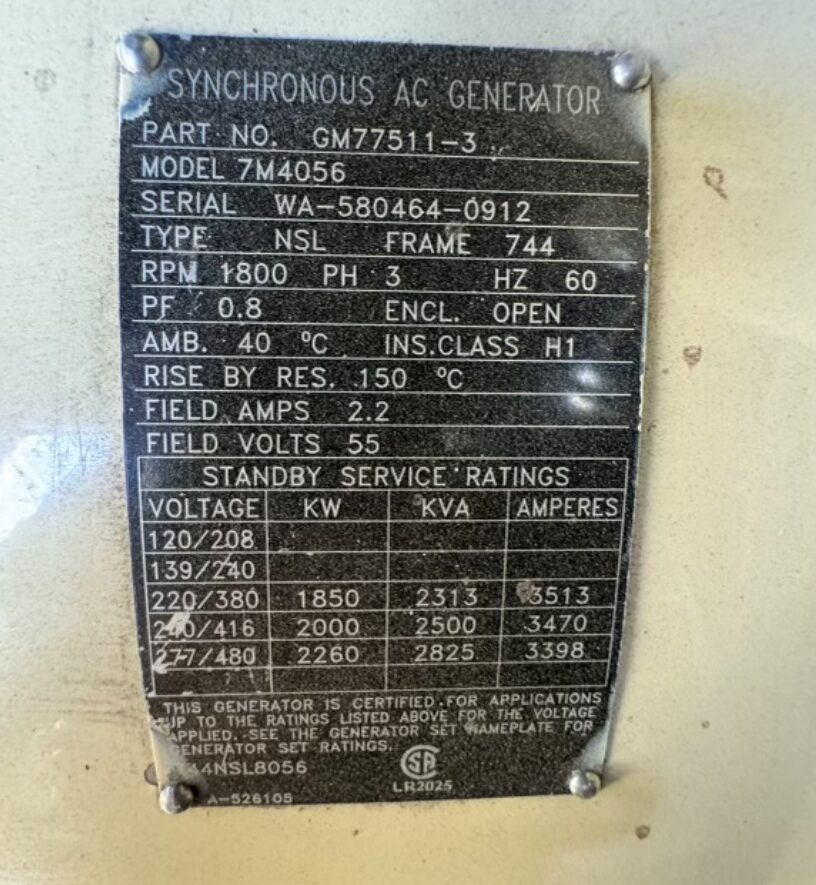 SYNCHRONOUS AC GENERATOR
PART NO. GM77511-3
MODEL 7M4056
SERIAL WA-580464-0912
TYPE NSL FRAME 744
RPM 1800 PH 3 HZ 60
PF 0.8 ENCL. OPEN
AMB. 40 °C INS.CLASS H1
RISE BY RES. 150 °C
FIELD AMPS 2.2
FIELD VOLTS 55
STANDBY SERVICE RATINGS
VOLTAGE KW KVA AMPERES
120/208
139/240
220/380 1850 2313 3513
240/416 2000 2500 3470
277/480 2260 2825 3398
THIS GENERATOR IS CERTIFIED FOR APPLICATIONS
UP TO THE RATINGS LISTED ABOVE FOR THE VOLTAGE
APPLIED. SEE THE GENERATOR SET NAMEPLATE FOR
GENERATOR SET RATINGS.
44NSL8056
SA
LR2025
A-526105